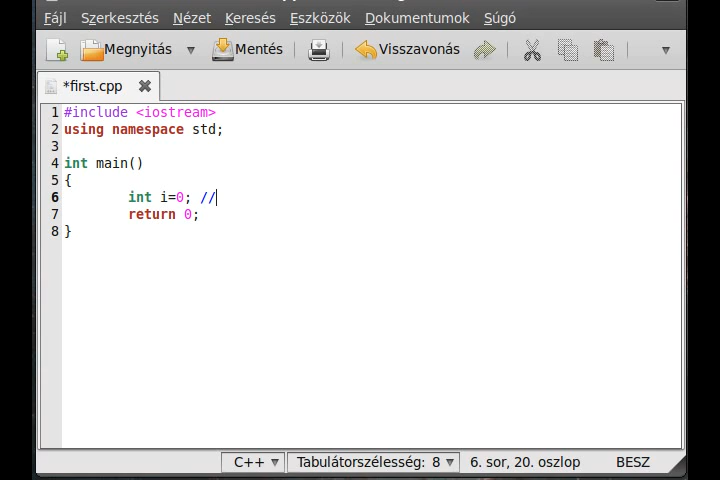 Fájl Szerkesztés Nézet Keresés Eszközök Dokumentumok Súgó
Megnyitás Mentés Visszavonás
*first.cpp
1 #include <iostream>
2 using namespace std;
3
4 int main()
5 {
6 int i=0; //
7 return 0;
8 }
C++ Tabulátorszélesség: 8 6. sor, 20. oszlop BESZ